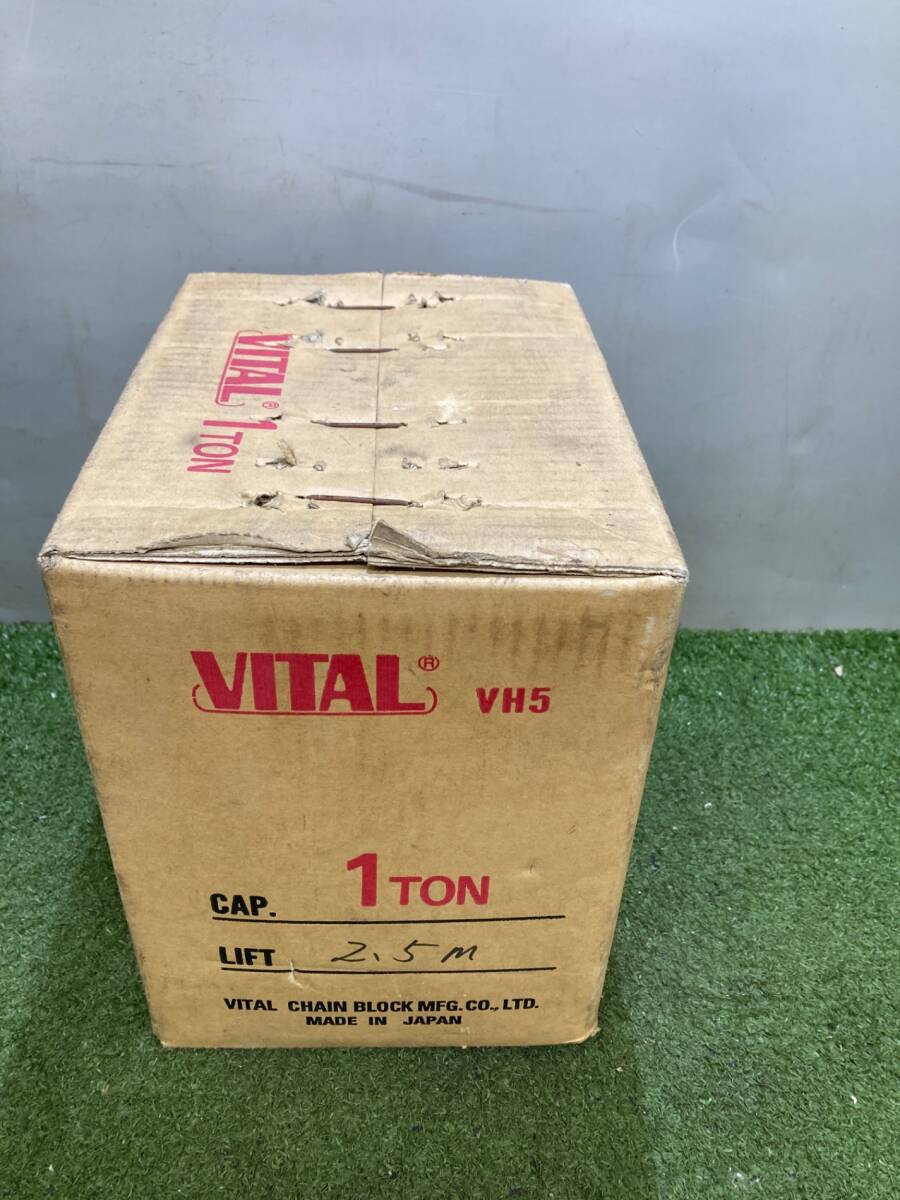 VITAL® 1 TON
VITAL® VH5
CAP. 1 TON
LIFT 2.5 m
VITAL CHAIN BLOCK MFG. CO., LTD.
MADE IN JAPAN